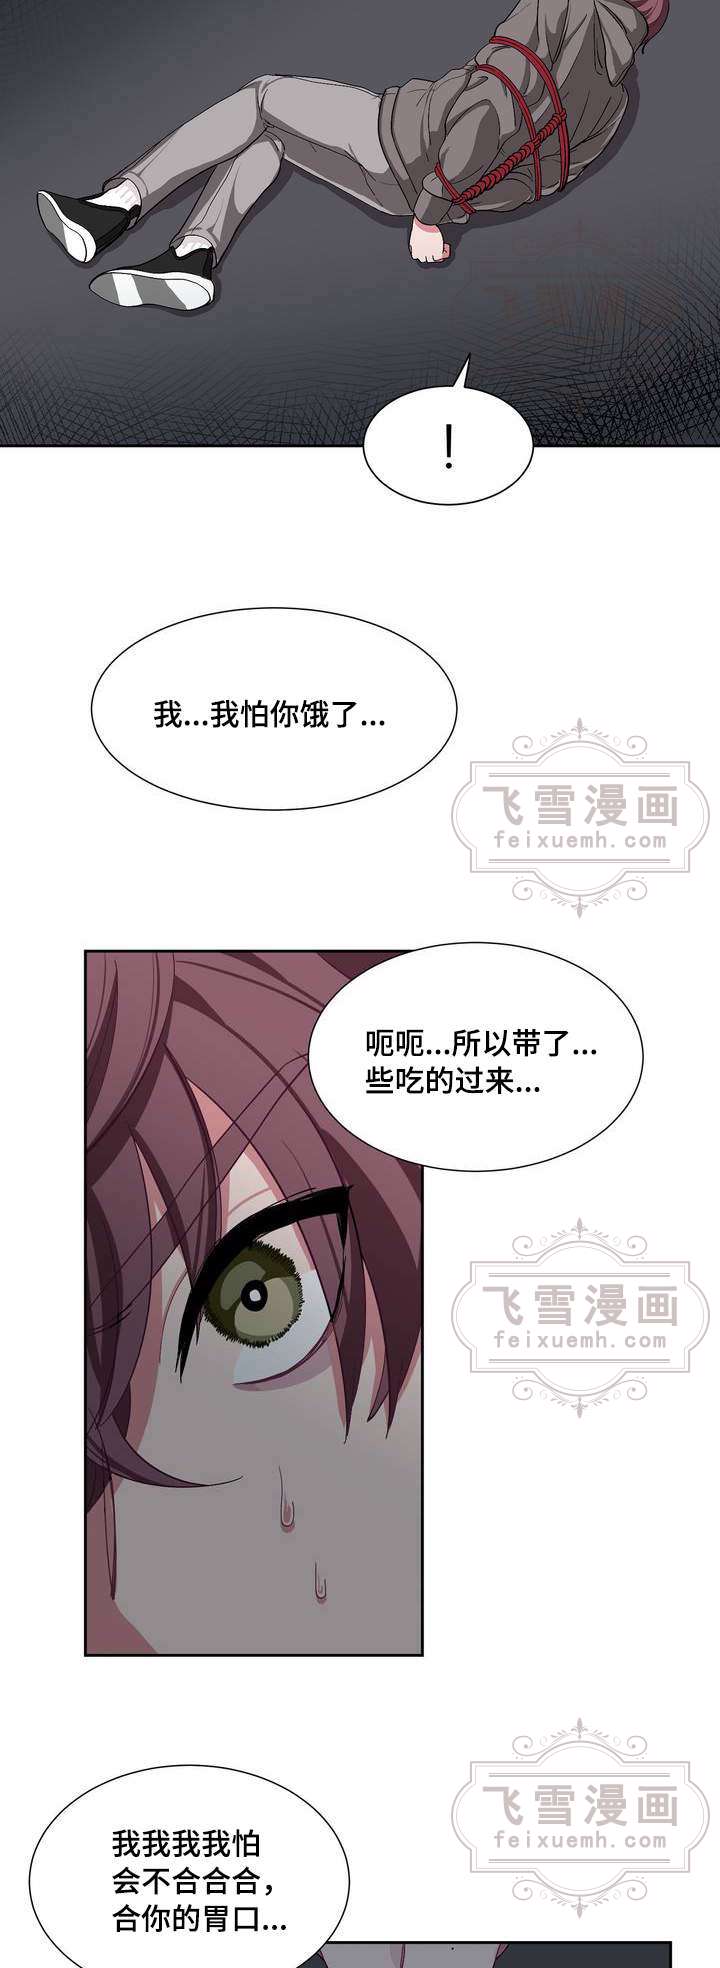 ！
我...我怕你饿了...
飞雪漫画
feixuemh.com
呃呃...所以带了...
些吃的过来...
飞雪漫画
feixuemh.com
飞雪漫画
feixuemh.com
我我我我怕
会不合合合，
合你的胃口...